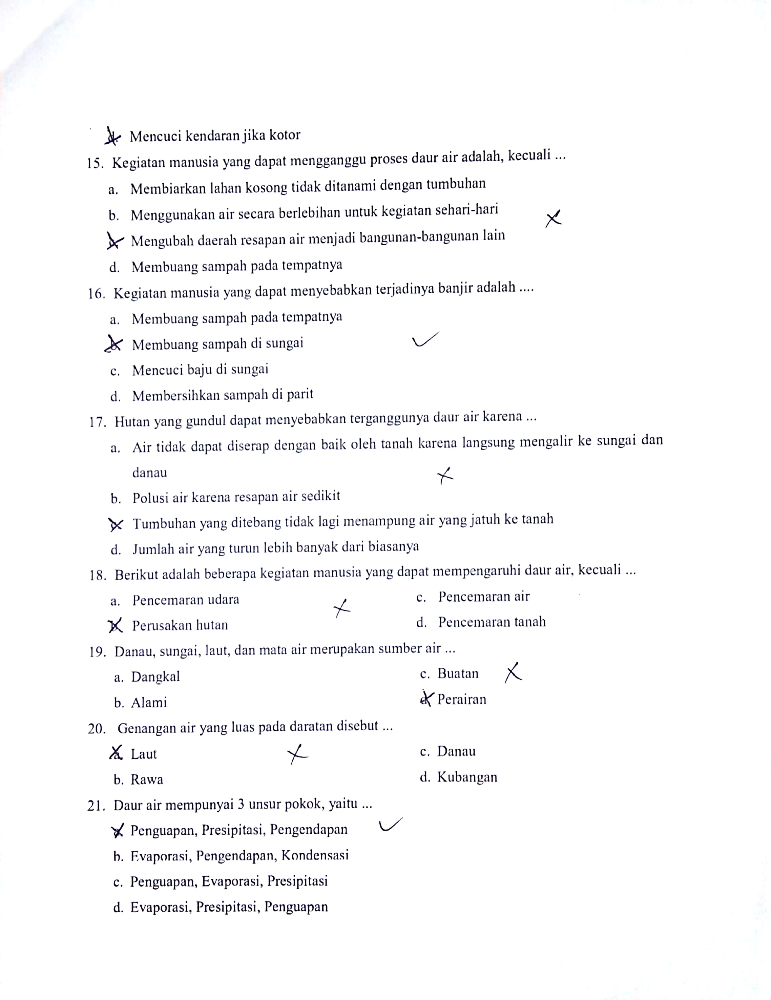 d. Mencuci kendaran jika kotor
15. Kegiatan manusia yang dapat mengganggu proses daur air adalah, kecuali ...
a. Membiarkan lahan kosong tidak ditanami dengan tumbuhan
b. Menggunakan air secara berlebihan untuk kegiatan sehari-hari
c. Mengubah daerah resapan air menjadi bangunan-bangunan lain
d. Membuang sampah pada tempatnya
16. Kegiatan manusia yang dapat menyebabkan terjadinya banjir adalah ....
a. Membuang sampah pada tempatnya
b. Membuang sampah di sungai
c. Mencuci baju di sungai
d. Membersihkan sampah di parit
17. Hutan yang gundul dapat menyebabkan terganggunya daur air karena ...
a. Air tidak dapat diserap dengan baik oleh tanah karena langsung mengalir ke sungai dan
danau
b. Polusi air karena resapan air sedikit
c. Tumbuhan yang ditebang tidak lagi menampung air yang jatuh ke tanah
d. Jumlah air yang turun lebih banyak dari biasanya
18. Berikut adalah beberapa kegiatan manusia yang dapat mempengaruhi daur air, kecuali ...
a. Pencemaran udara c. Pencemaran air
b. Perusakan hutan d. Pencemaran tanah
19. Danau, sungai, laut, dan mata air merupakan sumber air ...
a. Dangkal c. Buatan
b. Alami d. Perairan
20. Genangan air yang luas pada daratan disebut ...
a. Laut c. Danau
b. Rawa d. Kubangan
21. Daur air mempunyai 3 unsur pokok, yaitu ...
a. Penguapan, Presipitasi, Pengendapan
b. Evaporasi, Pengendapan, Kondensasi
c. Penguapan, Evaporasi, Presipitasi
d. Evaporasi, Presipitasi, Penguapan